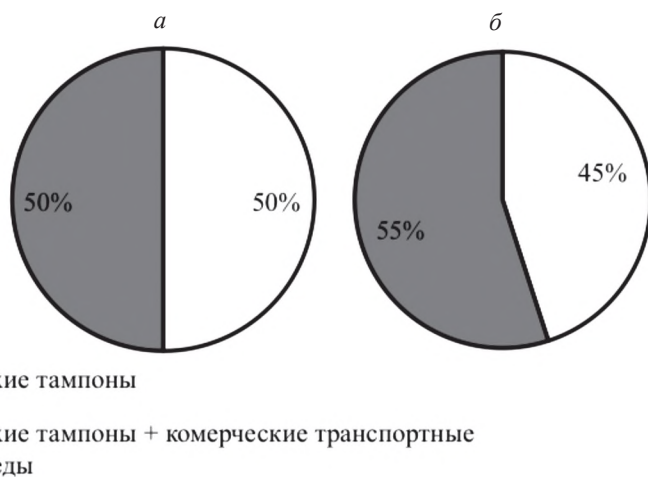 а б
50% 50% 45%
55%
кие тампоны
кие тампоны + комерческие транспортные
еды